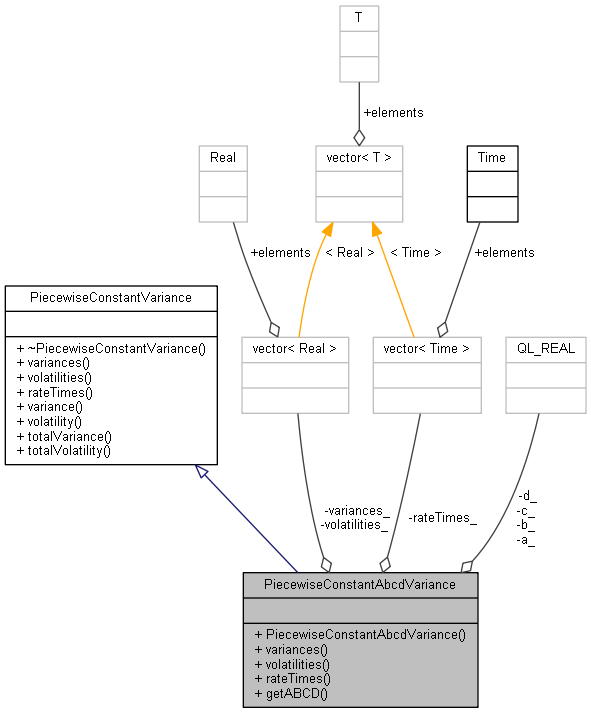 T
+elements
Real
vector< T >
Time
+elements
< Real >
< Time >
+elements
PiecewiseConstantVariance
+ ~PiecewiseConstantVariance()
+ variances()
+ volatilities()
+ rateTimes()
+ variance()
+ volatility()
+ totalVariance()
+ totalVolatility()
vector< Real >
vector< Time >
QL_REAL
-variances_
-volatilities_
-rateTimes_
-d_
-c_
-b_
-a_
PiecewiseConstantAbcdVariance
+ PiecewiseConstantAbcdVariance()
+ variances()
+ volatilities()
+ rateTimes()
+ getABCD()